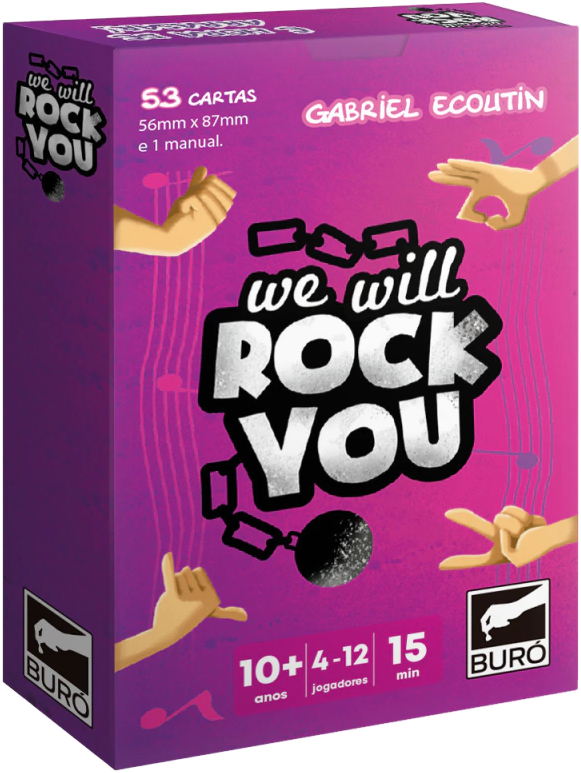 53 CARTAS
56mm x 87mm
e 1 manual.
GABRIEL ECOUTIN
we will
ROCK
YOU
10+
anos
4-12
jogadores
15
min
BURÓ
we will
ROCK
YOU
BURÓ